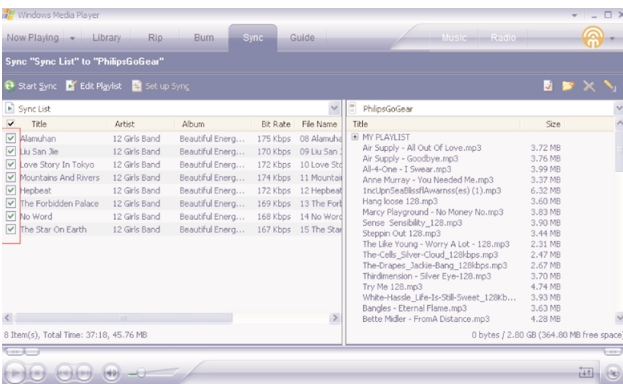 Windows Media Player
Now Playing Library Rip Burn Sync Guide Music Radio
Sync "Sync List" to "PhilipsGoGear"
Start Sync Edit Playlist Set up Sync
Sync List
Title Artist Album Bit Rate File Name
Alamuhan 12 Girls Band Beautiful Energ... 175 Kbps 08 Alamuha
Liu San Jie 12 Girls Band Beautiful Energ... 170 Kbps 09 Liu San
Love Story In Tokyo 12 Girls Band Beautiful Energ... 172 Kbps 10 Love Sto
Mountains And Rivers 12 Girls Band Beautiful Energ... 174 Kbps 11 Mountai
Hepbeat 12 Girls Band Beautiful Energ... 172 Kbps 12 Hepbeat
The Forbidden Palace 12 Girls Band Beautiful Energ... 169 Kbps 13 The Forb
No Word 12 Girls Band Beautiful Energ... 168 Kbps 14 No Word
The Star On Earth 12 Girls Band Beautiful Energ... 167 Kbps 15 The Star
8 Item(s), Total Time: 37:18, 45.76 MB
PhilipsGoGear
Title Size
MY PLAYLIST
Air Supply - All Out Of Love.mp3 3.72 MB
Air Supply - Goodbye.mp3 3.76 MB
All-4-One - I Swear.mp3 3.99 MB
Anne Murray - You Needed Me.mp3 3.37 MB
(1).mp3 6.32 MB
Hang loose 128.mp3 3.60 MB
Marcy Playground - No Money No.mp3 3.83 MB
Sense Sensibility_128.mp3 3.90 MB
Steppin Out 128.mp3 3.44 MB
The Like Young - Worry A Lot - 128.mp3 2.31 MB
The-Cells_Silver-Cloud_128kbps.mp3 2.47 MB
The-Drapes_Jackie-Bang_128kbps.mp3 2.67 MB
Thirdimension - Silver Eye-128.mp3 3.70 MB
Try Me 128.mp3 4.74 MB
White-Hassle_Life-Is-Still-Sweet_128Kb... 3.93 MB
Bangles - Eternal Flame.mp3 3.63 MB
Bette Midler - FromA Distance.mp3 4.28 MB
0 bytes / 2.80 GB (364.80 MB free space)